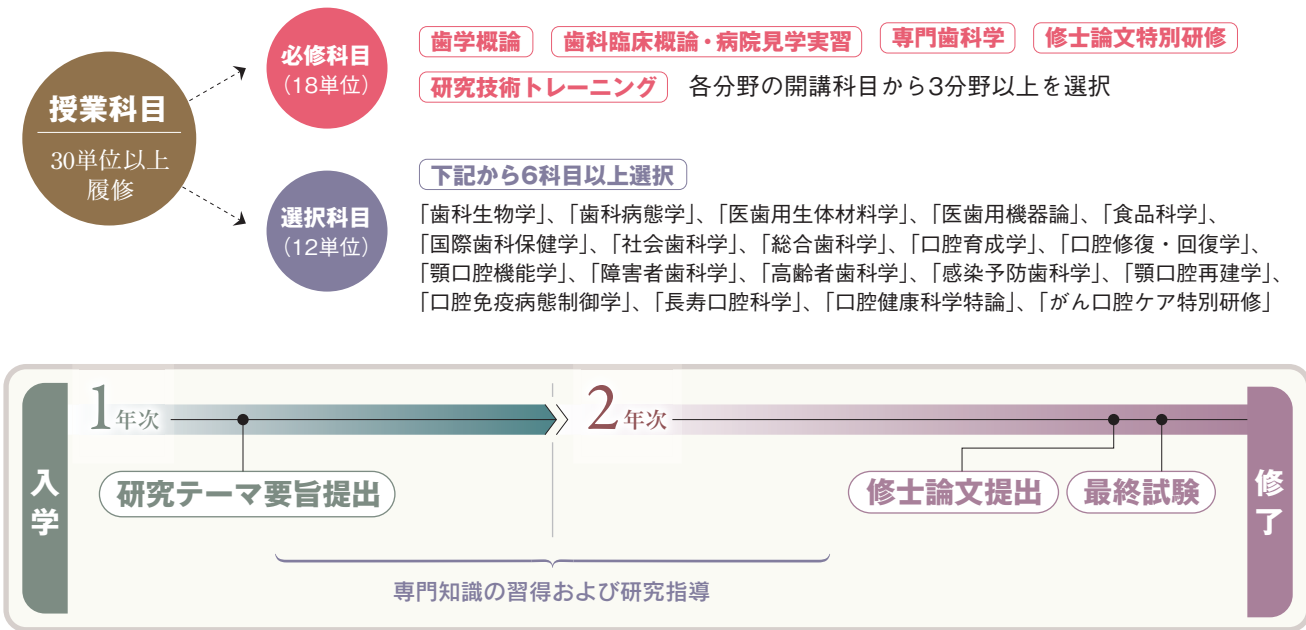 授業科目
30単位以上
履修
必修科目
(18単位)
歯学概論 歯科臨床概論・病院見学実習 専門歯科学 修士論文特別研修
研究技術トレーニング 各分野の開講科目から3分野以上を選択
選択科目
(12単位)
下記から6科目以上選択
「歯科生物学」、「歯科病態学」、「医歯用生体材料学」、「医歯用機器論」、「食品科学」、
「国際歯科保健学」、「社会歯科学」、「総合歯科学」、「口腔育成学」、「口腔修復・回復学」、
「顎口腔機能学」、「障害者歯科学」、「高齢者歯科学」、「感染予防歯科学」、「顎口腔再建学」、
「口腔免疫病態制御学」、「長寿口腔科学」、「口腔健康科学特論」、「がん口腔ケア特別研修」
入学
1年次
研究テーマ要旨提出
2年次
修士論文提出
最終試験
修了
専門知識の習得および研究指導